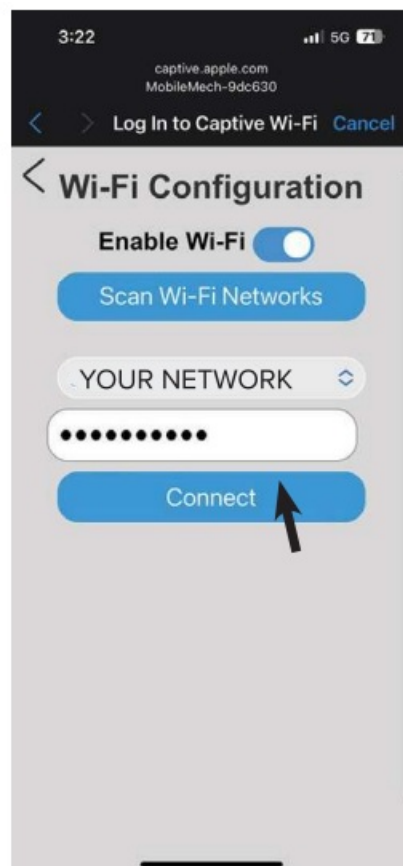 3:22 5G 71
captive.apple.com
MobileMech-9dc630
Log In to Captive Wi-Fi Cancel
Wi-Fi Configuration
Enable Wi-Fi
Scan Wi-Fi Networks
YOUR NETWORK
••••••••••
Connect